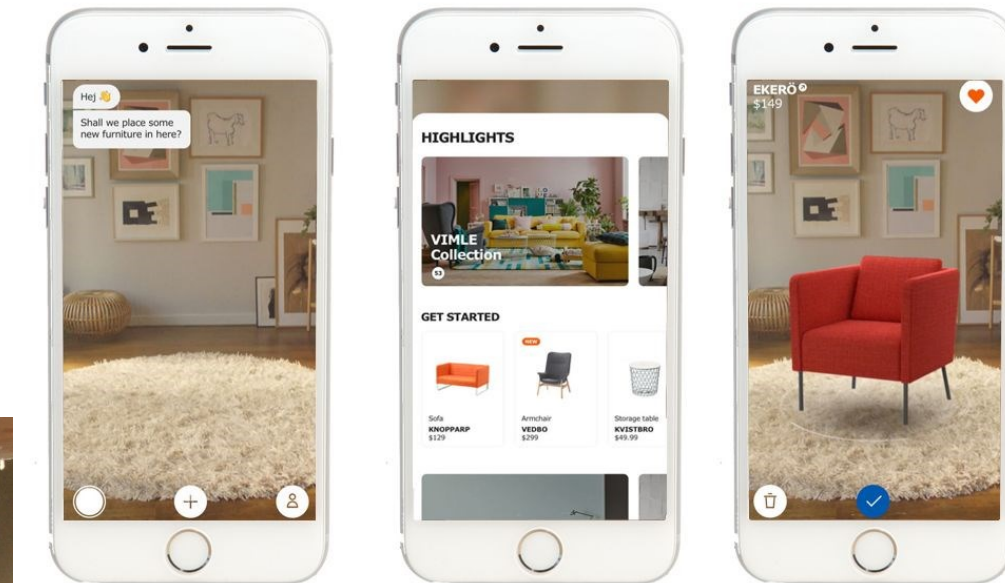 Hej 👋
Shall we place some
new furniture in here?
HIGHLIGHTS
VIMLE
Collection
53
GET STARTED
NEW
Sofa
KNOPPARP
$129
Armchair
VEDBO
$299
Storage table
KVISTBRO
$49.99
EKERÖ
$149